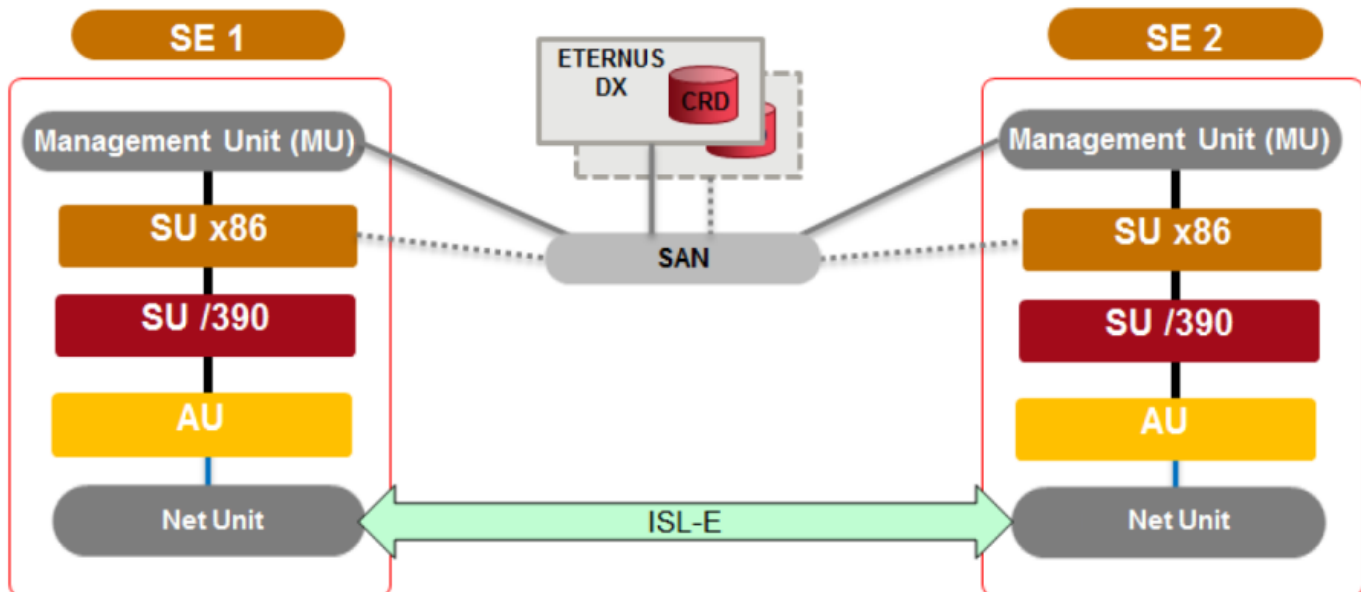 SE 1
SE 2
ETERNUS
DX
CRD
Management Unit (MU)
Management Unit (MU)
SU x86
SU x86
SAN
SU /390
SU /390
AU
AU
Net Unit
ISL-E
Net Unit